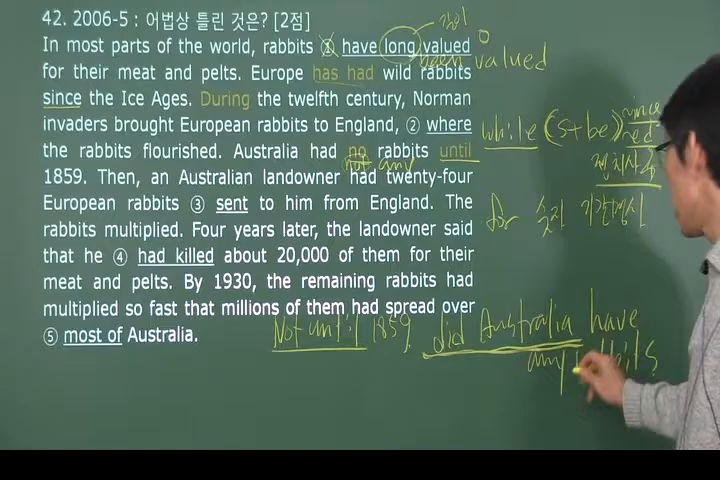 42. 2006-5 : 어법상 틀린 것은? [2점]
In most parts of the world, rabbits ① have long valued
for their meat and pelts. Europe has had wild rabbits
since the Ice Ages. During the twelfth century, Norman
invaders brought European rabbits to England, ② where
the rabbits flourished. Australia had no rabbits until
1859. Then, an Australian landowner had twenty-four
European rabbits ③ sent to him from England. The
rabbits multiplied. Four years later, the landowner said
that he ④ had killed about 20,000 of them for their
meat and pelts. By 1930, the remaining rabbits had
multiplied so fast that millions of them had spread over
⑤ most of Australia.
been valued
not any
while (s+be)
for 숫자 기간명시
Not until 1859 did Australia have
any